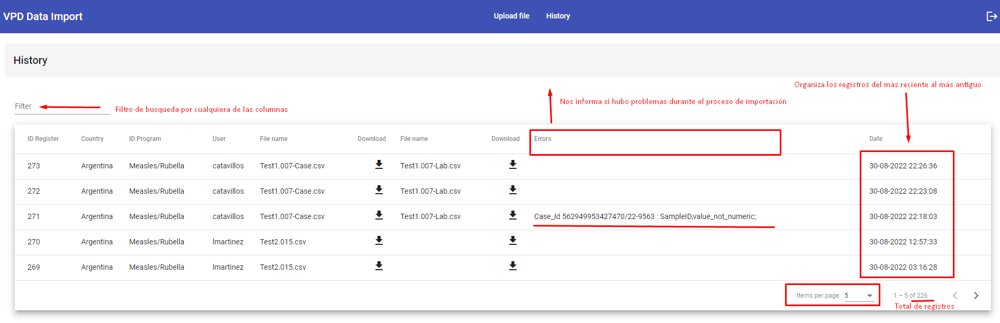 VPD Data Import Upload file History
History
Organiza los registros del mas reciente al más antiguo
Nos informa si hubo problemas durante el proceso de importación
Filter Filtro de busqueda por cualquiera de las columnas
ID Register Country ID Program User File name Download File name Download Errors Date
273 Argentina Measles/Rubella catavillos Test1.007-Case.csv Test1.007-Lab.csv 30-08-2022 22:26:36
272 Argentina Measles/Rubella catavillos Test1.007-Case.csv Test1.007-Lab.csv 30-08-2022 22:23:08
271 Argentina Measles/Rubella catavillos Test1.007-Case.csv Test1.007-Lab.csv Case_Id 562949953427470/22-9563 : SampleID,value_not_numeric; 30-08-2022 22:18:03
270 Argentina Measles/Rubella lmartinez Test2.015.csv 30-08-2022 12:57:33
269 Argentina Measles/Rubella lmartinez Test2.015.csv 30-08-2022 03:16:28
Items per page: 5 1 – 5 of 226
Total de registros